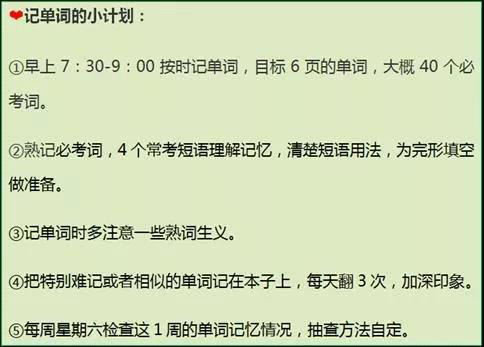 ❤记单词的小计划：
①早上 7：30-9：00 按时记单词，目标 6 页的单词，大概 40 个必
考词。
②熟记必考词，4 个常考短语理解记忆，清楚短语用法，为完形填空
做准备。
③记单词时多注意一些熟词生义。
④把特别难记或者相似的单词记在本子上，每天翻 3 次，加深印象。
⑤每周星期六检查这 1 周的单词记忆情况，抽查方法自定。